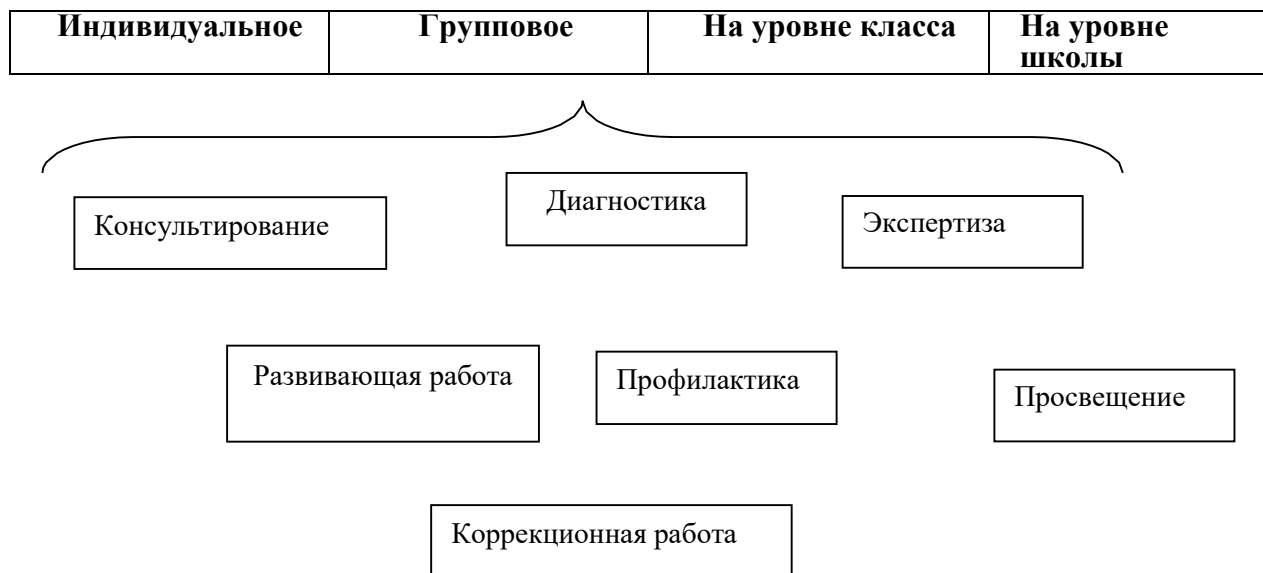 Индивидуальное
Групповое
На уровне класса
На уровне
школы
Консультирование
Диагностика
Экспертиза
Развивающая работа
Профилактика
Просвещение
Коррекционная работа